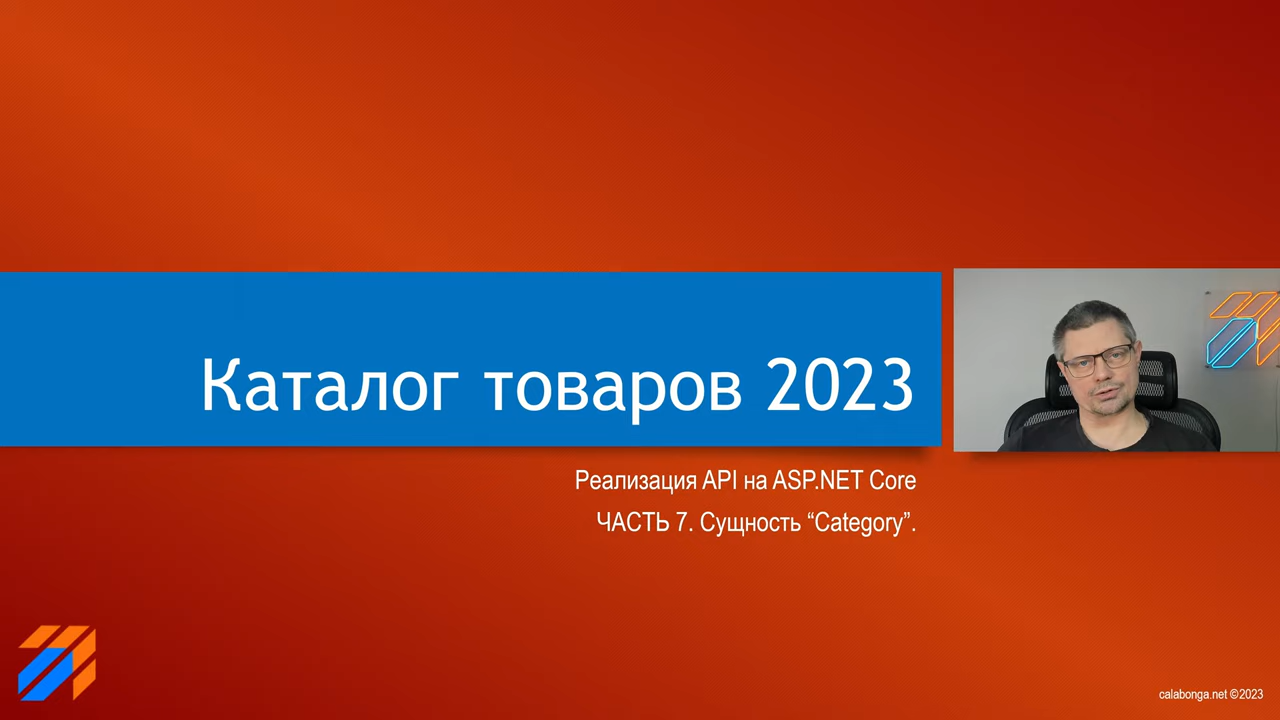 Каталог товаров 2023
Реализация API на ASP.NET Core
ЧАСТЬ 7. Сущность “Category”.
calabonga.net ©2023